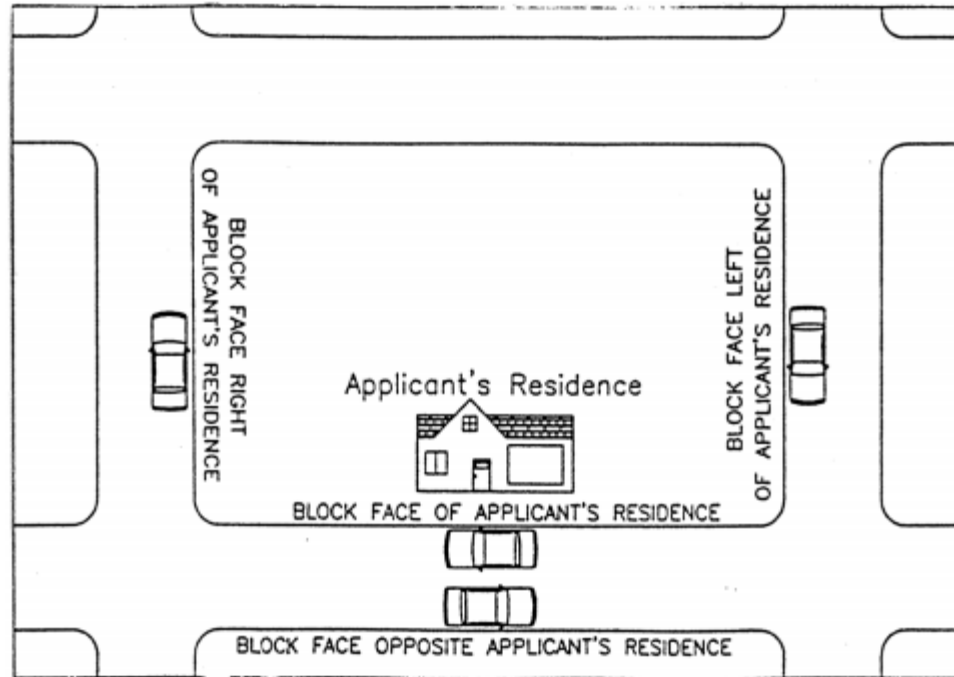 BLOCK FACE RIGHT
OF APPLICANT'S RESIDENCE
BLOCK FACE LEFT
OF APPLICANT'S RESIDENCE
Applicant's Residence
BLOCK FACE OF APPLICANT'S RESIDENCE
BLOCK FACE OPPOSITE APPLICANT'S RESIDENCE